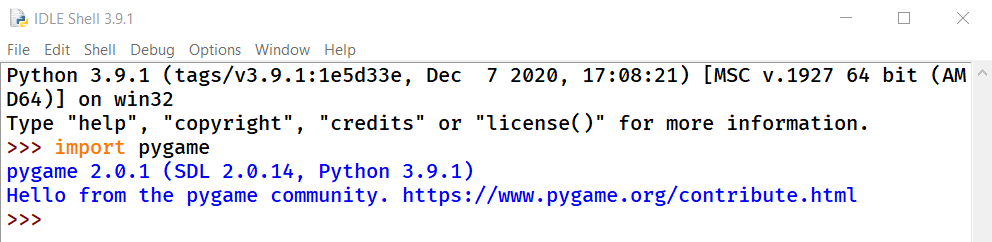 IDLE Shell 3.9.1
File Edit Shell Debug Options Window Help
Python 3.9.1 (tags/v3.9.1:1e5d33e, Dec  7 2020, 17:08:21) [MSC v.1927 64 bit (AM
D64)] on win32
Type "help", "copyright", "credits" or "license()" for more information.
>>> import pygame
pygame 2.0.1 (SDL 2.0.14, Python 3.9.1)
Hello from the pygame community. https://www.pygame.org/contribute.html
>>>